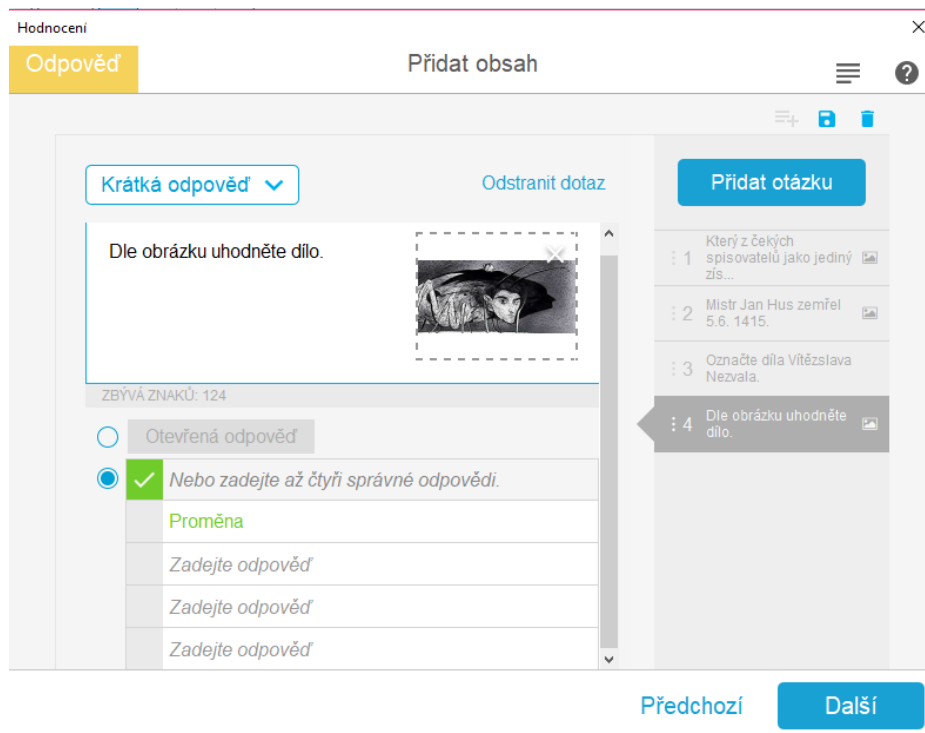 Hodnocení
Odpověď
Přidat obsah
Krátká odpověď
Odstranit dotaz
Přidat otázku
Dle obrázku uhodněte dílo.
ZBÝVÁ ZNAKŮ: 124
Otevřená odpověď
Nebo zadejte až čtyři správné odpovědi.
Proměna
Zadejte odpověď
Zadejte odpověď
Zadejte odpověď
1
Který z čekých
spisovatelů jako jediný
zís...
2
Mistr Jan Hus zemřel
5.6. 1415.
3
Označte díla Vítězslava
Nezvala.
4
Dle obrázku uhodněte
dílo.
Předchozí
Další